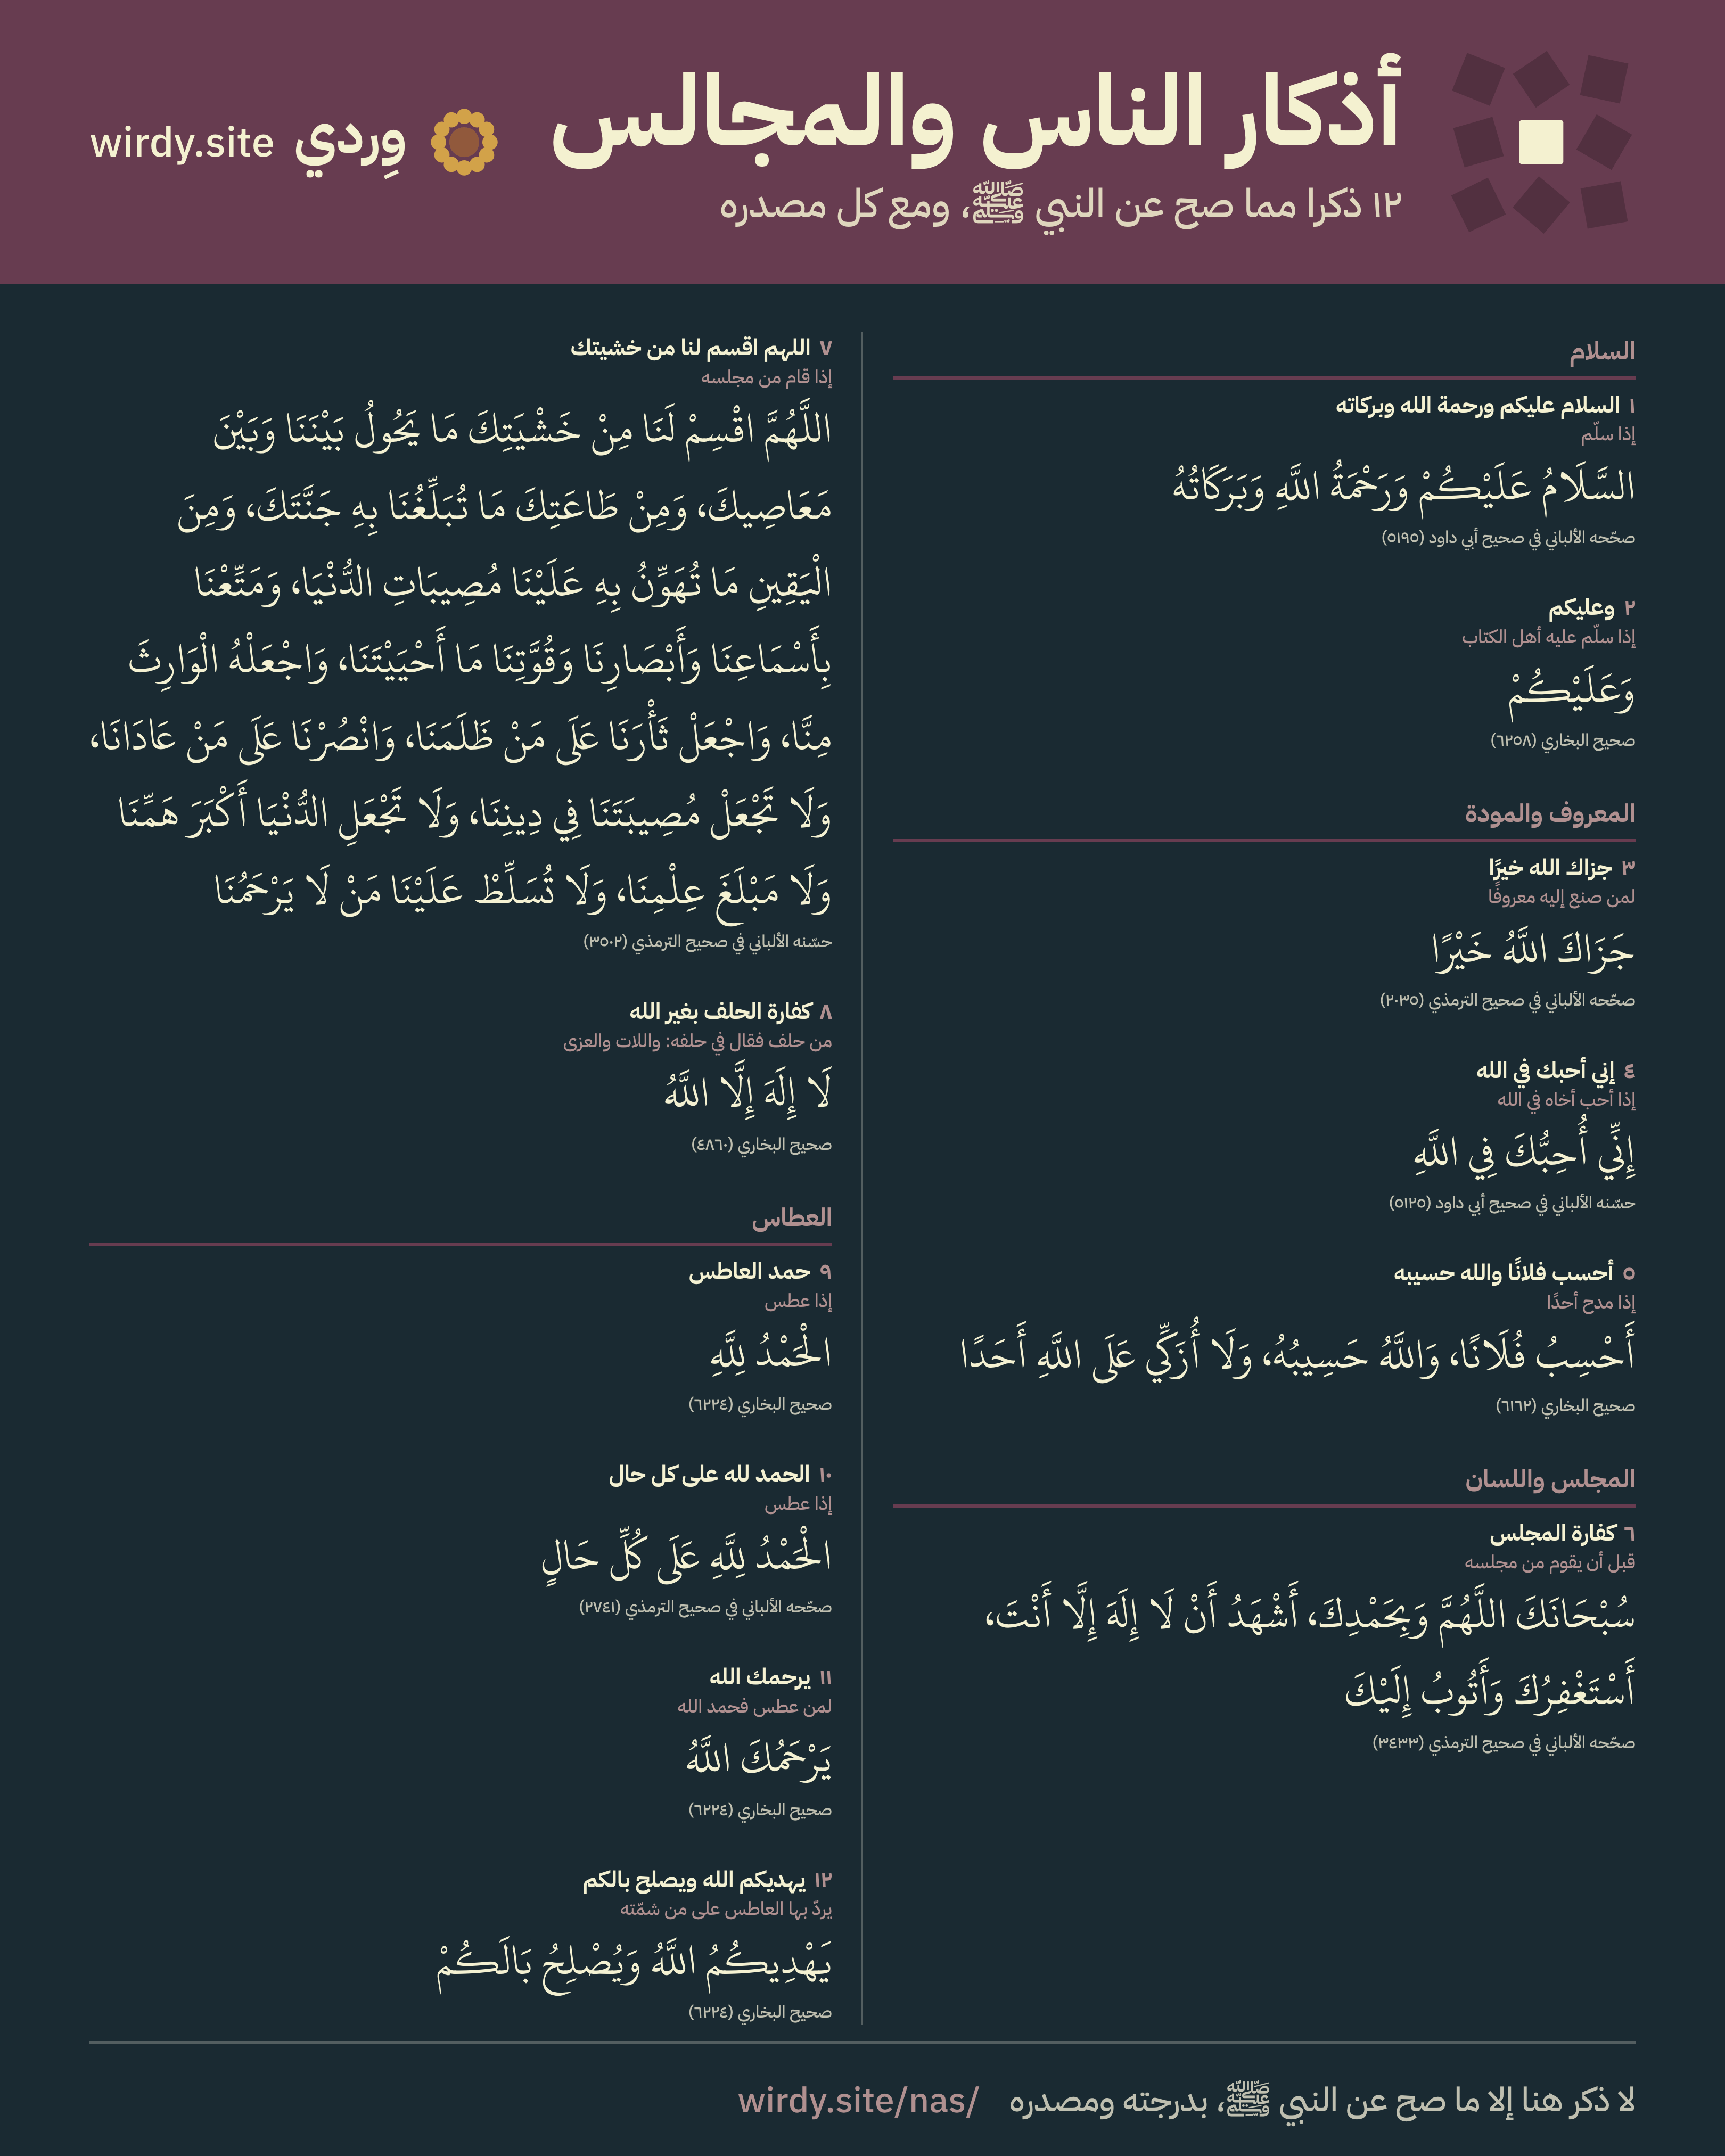 أذكار الناس والمجالس
١٢ ذكرا مما صح عن النبي ﷺ، ومع كل مصدره
وِردي wirdy.site
السلام
١ السلام عليكم ورحمة الله وبركاته
إذا سلّم
السَّلَامُ عَلَيْكُمْ وَرَحْمَةُ اللَّهِ وَبَرَكَاتُهُ
صحّحه الألباني في صحيح أبي داود (٥١٩٥)
٢ وعليكم
إذا سلّم عليه أهل الكتاب
وَعَلَيْكُمْ
صحيح البخاري (٦٢٥٨)
المعروف والمودة
٣ جزاك الله خيرًا
لمن صنع إليه معروفًا
جَزَاكَ اللَّهُ خَيْرًا
صحّحه الألباني في صحيح الترمذي (٢٠٣٥)
٤ إني أحبك في الله
إذا أحب أخاه في الله
إِنِّي أُحِبُّكَ فِي اللَّهِ
حسّنه الألباني في صحيح أبي داود (٥١٢٥)
٥ أحسب فلانًا والله حسيبه
إذا مدح أحدًا
أَحْسِبُ فُلَانًا، وَاللَّهُ حَسِيبُهُ، وَلَا أُزَكِّي عَلَى اللَّهِ أَحَدًا
صحيح البخاري (٦١٦٢)
المجلس واللسان
٦ كفارة المجلس
قبل أن يقوم من مجلسه
سُبْحَانَكَ اللَّهُمَّ وَبِحَمْدِكَ، أَشْهَدُ أَنْ لَا إِلَهَ إِلَّا أَنْتَ،
أَسْتَغْفِرُكَ وَأَتُوبُ إِلَيْكَ
صحّحه الألباني في صحيح الترمذي (٣٤٣٣)
٧ اللهم اقسم لنا من خشيتك
إذا قام من مجلسه
اللَّهُمَّ اقْسِمْ لَنَا مِنْ خَشْيَتِكَ مَا يَحُولُ بَيْنَنَا وَبَيْنَ
مَعَاصِيكَ، وَمِنْ طَاعَتِكَ مَا تُبَلِّغُنَا بِهِ جَنَّتَكَ، وَمِنَ
الْيَقِينِ مَا تُهَوِّنُ بِهِ عَلَيْنَا مُصِيبَاتِ الدُّنْيَا، وَمَتِّعْنَا
بِأَسْمَاعِنَا وَأَبْصَارِنَا وَقُوَّتِنَا مَا أَحْيَيْتَنَا، وَاجْعَلْهُ الْوَارِثَ
مِنَّا، وَاجْعَلْ ثَأْرَنَا عَلَى مَنْ ظَلَمَنَا، وَانْصُرْنَا عَلَى مَنْ عَادَانَا،
وَلَا تَجْعَلْ مُصِيبَتَنَا فِي دِينِنَا، وَلَا تَجْعَلِ الدُّنْيَا أَكْبَرَ هَمِّنَا
وَلَا مَبْلَغَ عِلْمِنَا، وَلَا تُسَلِّطْ عَلَيْنَا مَنْ لَا يَرْحَمُنَا
حسّنه الألباني في صحيح الترمذي (٣٥٠٢)
٨ كفارة الحلف بغير الله
من حلف فقال في حلفه: واللات والعزى
لَا إِلَهَ إِلَّا اللَّهُ
صحيح البخاري (٤٨٦٠)
العطاس
٩ حمد العاطس
إذا عطس
الْحَمْدُ لِلَّهِ
صحيح البخاري (٦٢٢٤)
١٠ الحمد لله على كل حال
إذا عطس
الْحَمْدُ لِلَّهِ عَلَى كُلِّ حَالٍ
صحّحه الألباني في صحيح الترمذي (٢٧٤١)
١١ يرحمك الله
لمن عطس فحمد الله
يَرْحَمُكَ اللَّهُ
صحيح البخاري (٦٢٢٤)
١٢ يهديكم الله ويصلح بالكم
يردّ بها العاطس على من شمّته
يَهْدِيكُمُ اللَّهُ وَيُصْلِحُ بَالَكُمْ
صحيح البخاري (٦٢٢٤)
لا ذكر هنا إلا ما صح عن النبي ﷺ، بدرجته ومصدره wirdy.site/nas/